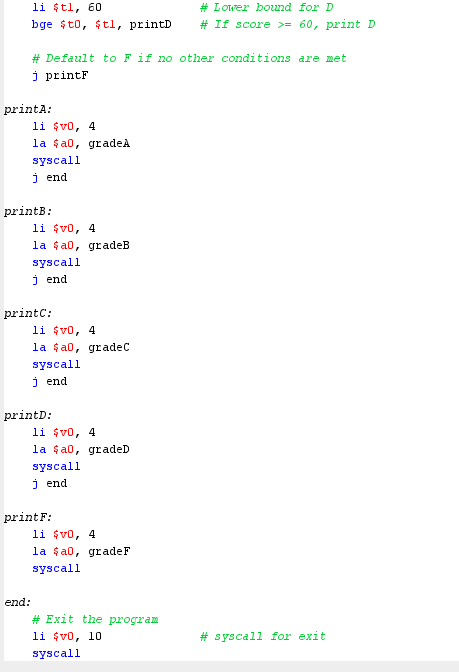 li $t1, 60 # Lower bound for D
bge $t0, $t1, printD # If score >= 60, print D
# Default to F if no other conditions are met
j printF
printA:
li $v0, 4
la $a0, gradeA
syscall
j end
printB:
li $v0, 4
la $a0, gradeB
syscall
j end
printC:
li $v0, 4
la $a0, gradeC
syscall
j end
printD:
li $v0, 4
la $a0, gradeD
syscall
j end
printF:
li $v0, 4
la $a0, gradeF
syscall
end:
# Exit the program
li $v0, 10 # syscall for exit
syscall